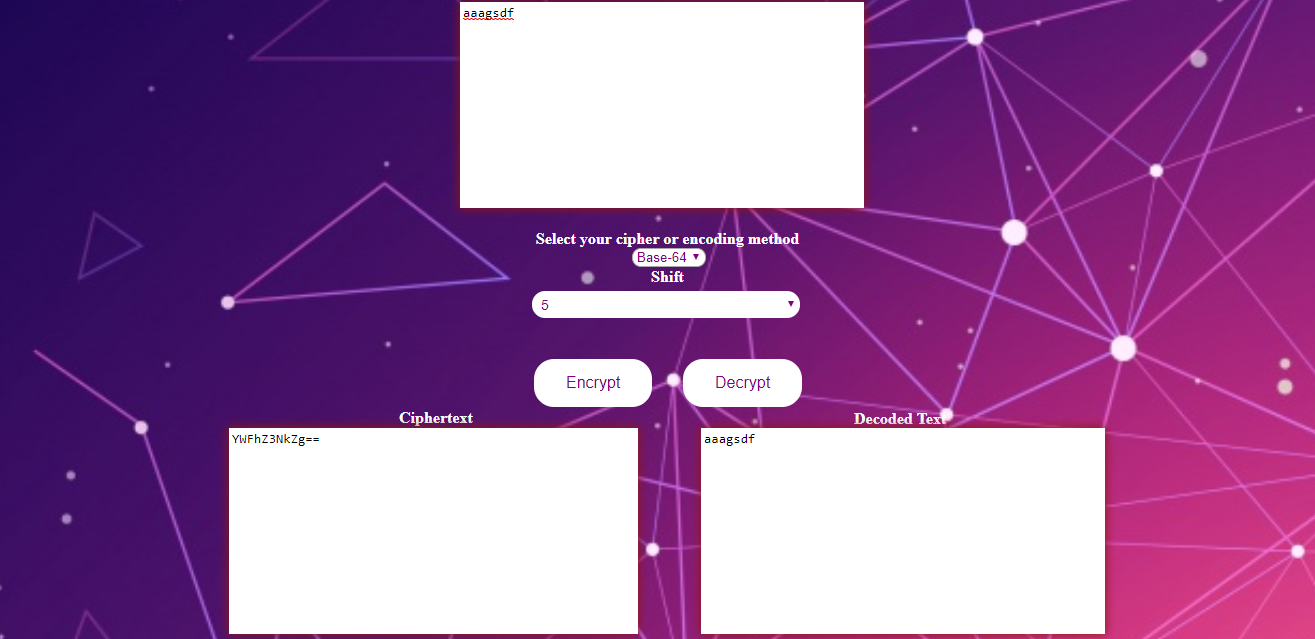 aaagsdf
Select your cipher or encoding method
Base-64
Shift
5
Encrypt Decrypt
Ciphertext Decoded Text
YWFhZ3NkZg== aaagsdf